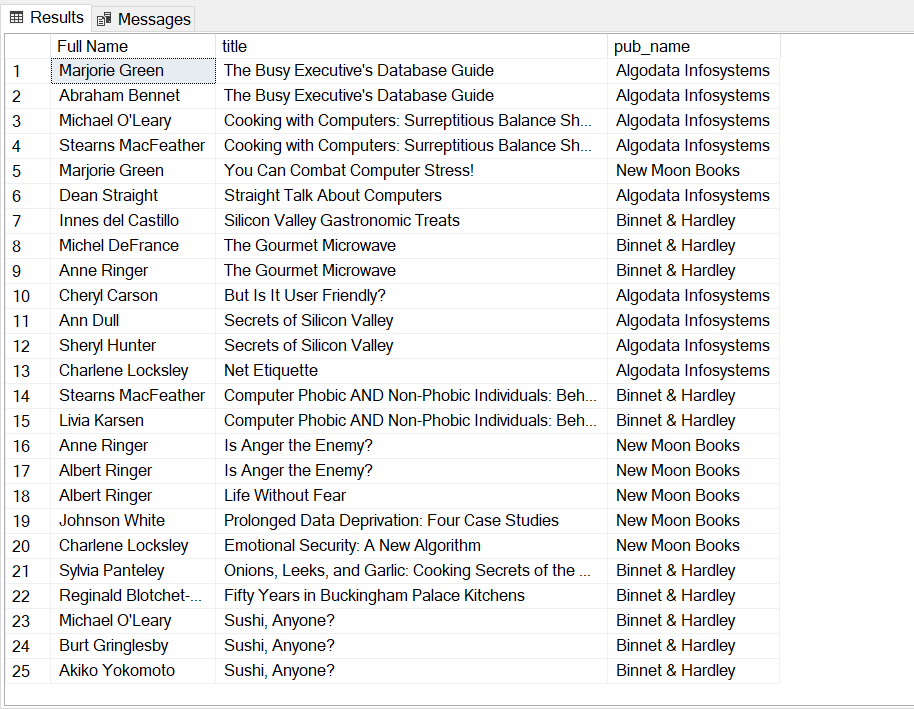 Results Messages
Full Name title pub_name
1 Marjorie Green The Busy Executive's Database Guide Algodata Infosystems
2 Abraham Bennet The Busy Executive's Database Guide Algodata Infosystems
3 Michael O'Leary Cooking with Computers: Surreptitious Balance Sh... Algodata Infosystems
4 Stearns MacFeather Cooking with Computers: Surreptitious Balance Sh... Algodata Infosystems
5 Marjorie Green You Can Combat Computer Stress! New Moon Books
6 Dean Straight Straight Talk About Computers Algodata Infosystems
7 Innes del Castillo Silicon Valley Gastronomic Treats Binnet & Hardley
8 Michel DeFrance The Gourmet Microwave Binnet & Hardley
9 Anne Ringer The Gourmet Microwave Binnet & Hardley
10 Cheryl Carson But Is It User Friendly? Algodata Infosystems
11 Ann Dull Secrets of Silicon Valley Algodata Infosystems
12 Sheryl Hunter Secrets of Silicon Valley Algodata Infosystems
13 Charlene Locksley Net Etiquette Algodata Infosystems
14 Stearns MacFeather Computer Phobic AND Non-Phobic Individuals: Beh... Binnet & Hardley
15 Livia Karsen Computer Phobic AND Non-Phobic Individuals: Beh... Binnet & Hardley
16 Anne Ringer Is Anger the Enemy? New Moon Books
17 Albert Ringer Is Anger the Enemy? New Moon Books
18 Albert Ringer Life Without Fear New Moon Books
19 Johnson White Prolonged Data Deprivation: Four Case Studies New Moon Books
20 Charlene Locksley Emotional Security: A New Algorithm New Moon Books
21 Sylvia Panteley Onions, Leeks, and Garlic: Cooking Secrets of the ... Binnet & Hardley
22 Reginald Blotchet-... Fifty Years in Buckingham Palace Kitchens Binnet & Hardley
23 Michael O'Leary Sushi, Anyone? Binnet & Hardley
24 Burt Gringlesby Sushi, Anyone? Binnet & Hardley
25 Akiko Yokomoto Sushi, Anyone? Binnet & Hardley